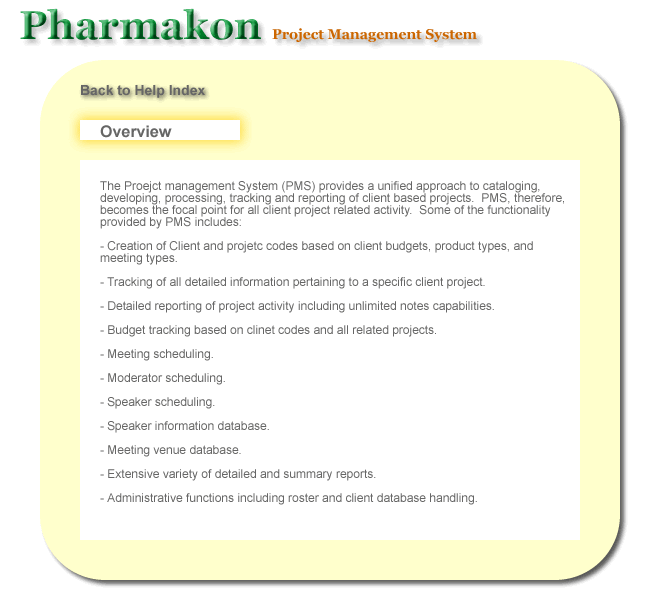 Pharmakon Project Management System
Back to Help Index
Overview
The Proejct management System (PMS) provides a unified approach to cataloging,
developing, processing, tracking and reporting of client based projects.  PMS, therefore,
becomes the focal point for all client project related activity.  Some of the functionality
provided by PMS includes:
- Creation of Client and projetc codes based on client budgets, product types, and
meeting types.
- Tracking of all detailed information pertaining to a specific client project.
- Detailed reporting of project activity including unlimited notes capabilities.
- Budget tracking based on clinet codes and all related projects.
- Meeting scheduling.
- Moderator scheduling.
- Speaker scheduling.
- Speaker information database.
- Meeting venue database.
- Extensive variety of detailed and summary reports.
- Administrative functions including roster and client database handling.